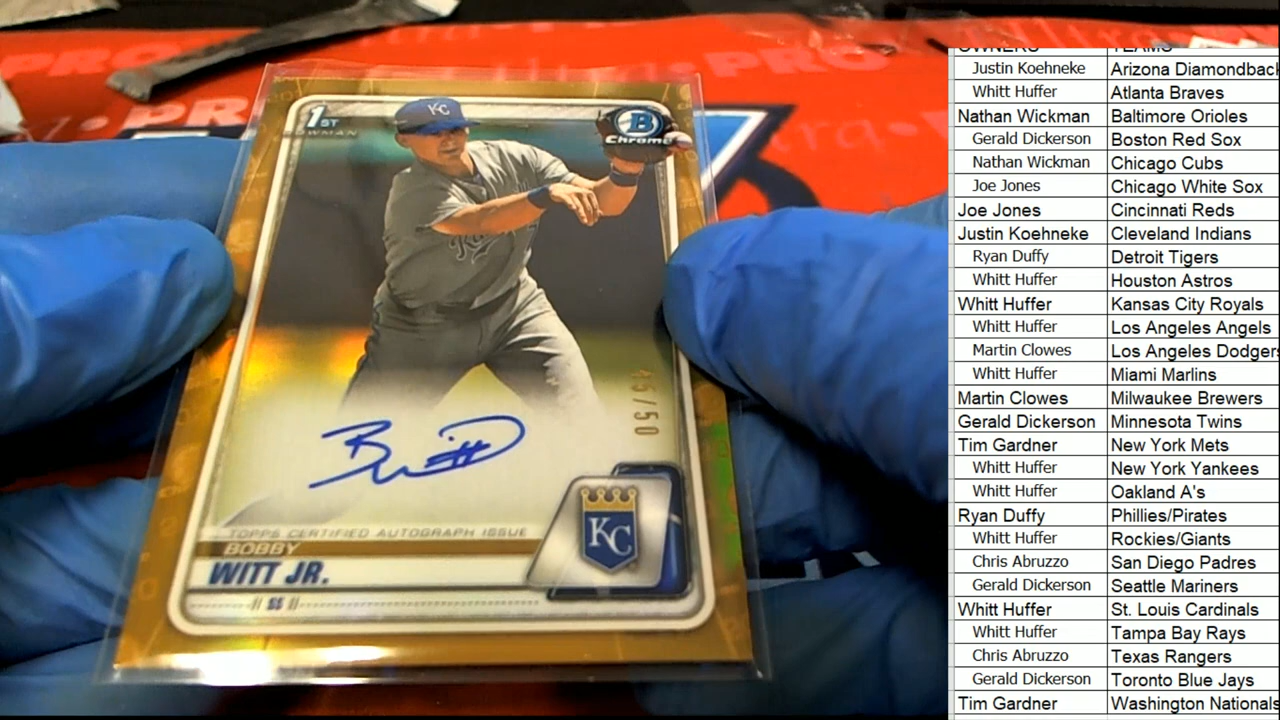 PRO
PRO
PRO
1ST
BOWMAN
KC
B
Chrome
Royals
45/50
B Witt
TOPPS CERTIFIED AUTOGRAPH ISSUE
BOBBY
WITT JR.
// SS //
KC
OWNERS TEAMS
Justin Koehneke Arizona Diamondback
Whitt Huffer Atlanta Braves
Nathan Wickman Baltimore Orioles
Gerald Dickerson Boston Red Sox
Nathan Wickman Chicago Cubs
Joe Jones Chicago White Sox
Joe Jones Cincinnati Reds
Justin Koehneke Cleveland Indians
Ryan Duffy Detroit Tigers
Whitt Huffer Houston Astros
Whitt Huffer Kansas City Royals
Whitt Huffer Los Angeles Angels
Martin Clowes Los Angeles Dodgers
Whitt Huffer Miami Marlins
Martin Clowes Milwaukee Brewers
Gerald Dickerson Minnesota Twins
Tim Gardner New York Mets
Whitt Huffer New York Yankees
Whitt Huffer Oakland A's
Ryan Duffy Phillies/Pirates
Whitt Huffer Rockies/Giants
Chris Abruzzo San Diego Padres
Gerald Dickerson Seattle Mariners
Whitt Huffer St. Louis Cardinals
Whitt Huffer Tampa Bay Rays
Chris Abruzzo Texas Rangers
Gerald Dickerson Toronto Blue Jays
Tim Gardner Washington Nationals